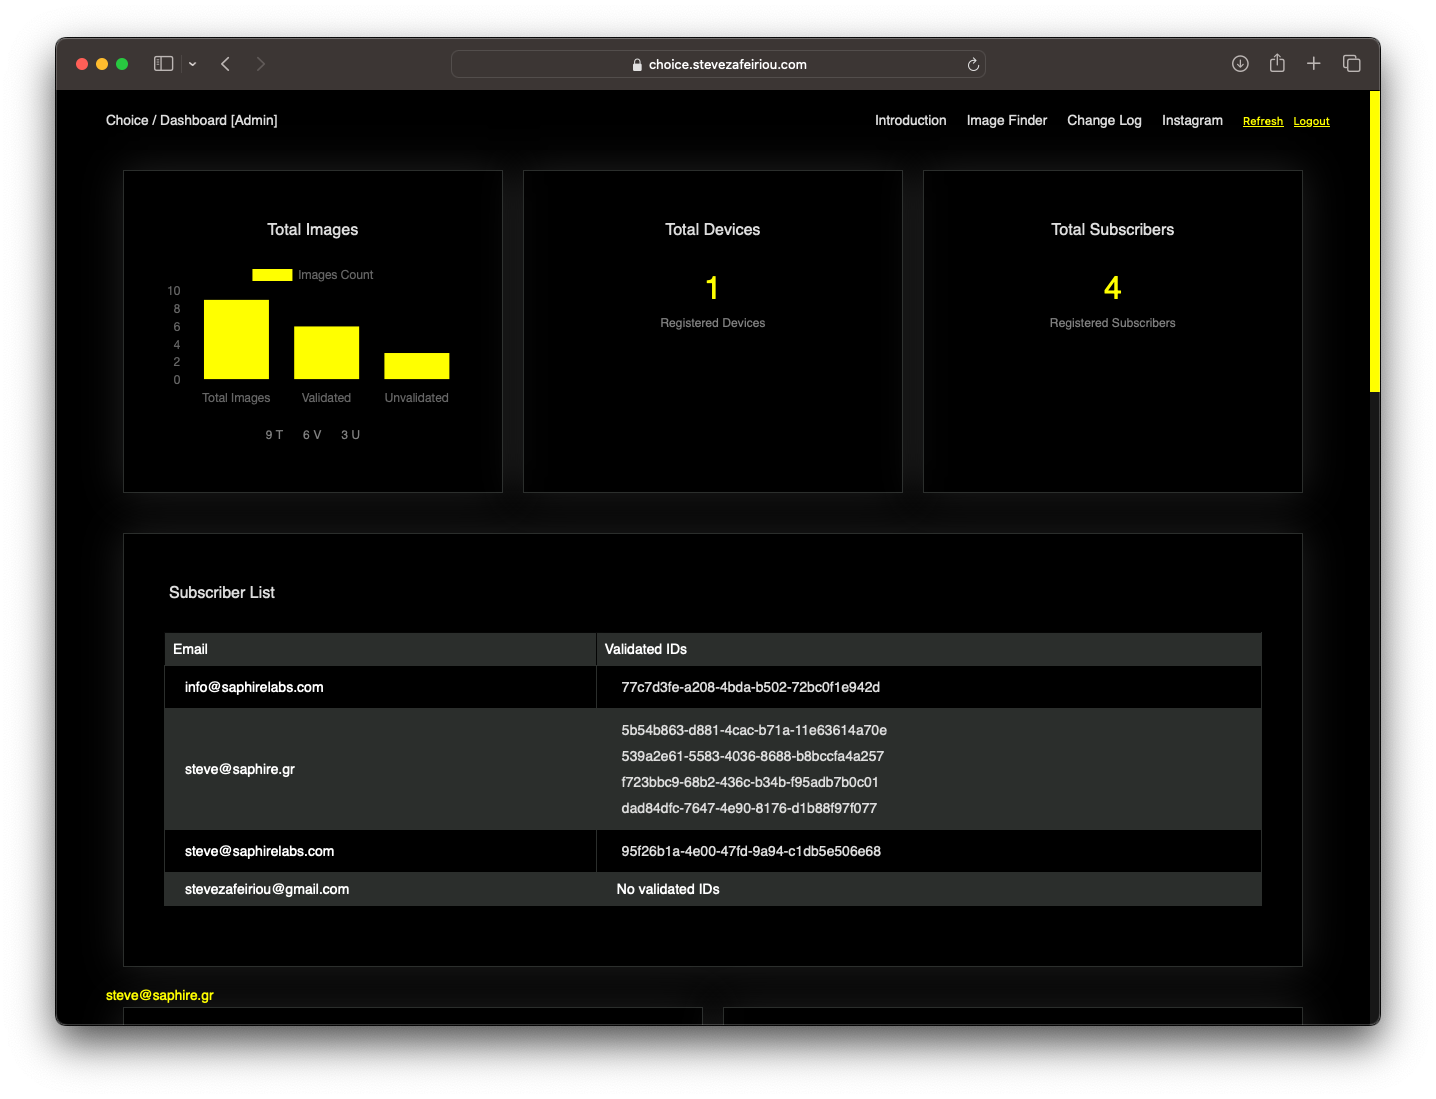 choice.stevezafeiriou.com
Choice / Dashboard [Admin]
Introduction Image Finder Change Log Instagram Refresh Logout
Total Images
Images Count
10
8
6
4
2
0
Total Images Validated Unvalidated
9 T 6 V 3 U
Total Devices
1
Registered Devices
Total Subscribers
4
Registered Subscribers
Subscriber List
Email Validated IDs
info@saphirelabs.com 77c7d3fe-a208-4bda-b502-72bc0f1e942d
steve@saphire.gr
5b54b863-d881-4cac-b71a-11e63614a70e
539a2e61-5583-4036-8688-b8bccfa4a257
f723bbc9-68b2-436c-b34b-f95adb7b0c01
dad84dfc-7647-4e90-8176-d1b88f97f077
steve@saphirelabs.com 95f26b1a-4e00-47fd-9a94-c1db5e506e68
stevezafeiriou@gmail.com No validated IDs
steve@saphire.gr